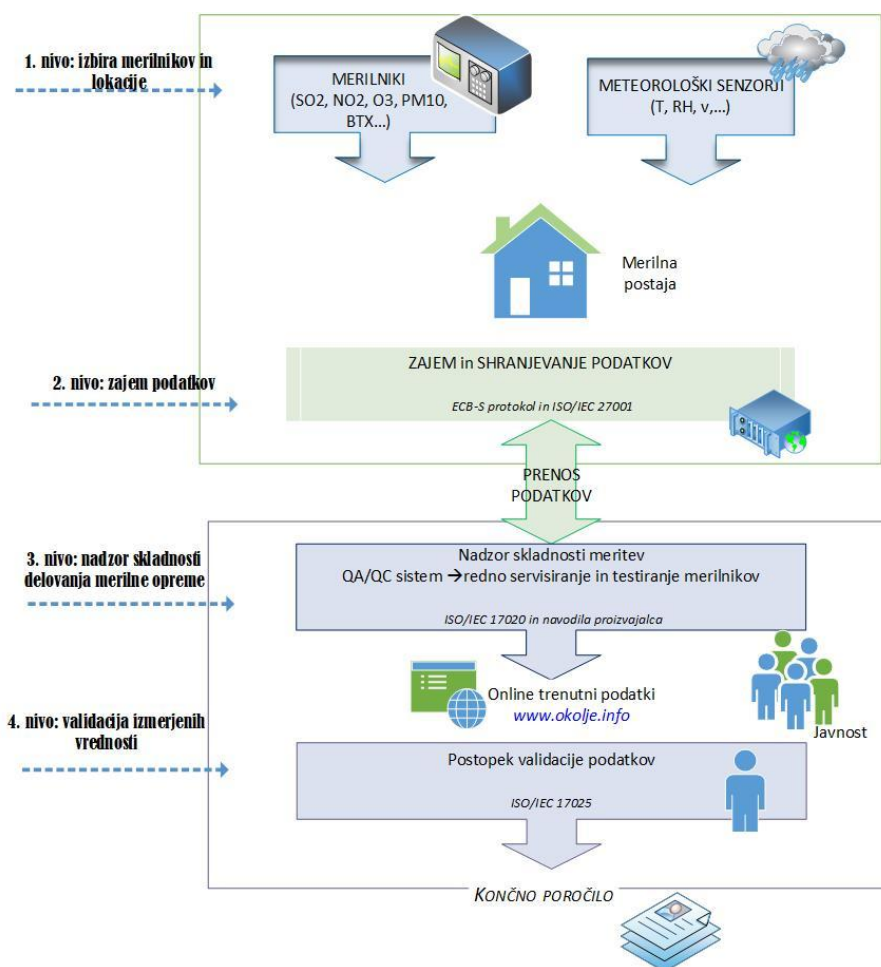 1. nivo: izbira merilnikov in
lokacije
MERILNIKI
(SO2, NO2, O3, PM10,
BTX...)
METEOROLOŠKI SENZORJI
(T, RH, v,...)
Merilna
postaja
2. nivo: zajem podatkov
ZAJEM in SHRANJEVANJE PODATKOV
ECB-S protokol in ISO/IEC 27001
PRENOS
PODATKOV
3. nivo: nadzor skladnosti
delovanja merilne opreme
Nadzor skladnosti meritev
QA/QC sistem →redno servisiranje in testiranje merilnikov
ISO/IEC 17020 in navodila proizvajalca
Online trenutni podatki
www.okolje.info
Javnost
4. nivo: validacija izmerjenih
vrednosti
Postopek validacije podatkov
ISO/IEC 17025
KONČNO POROČILO